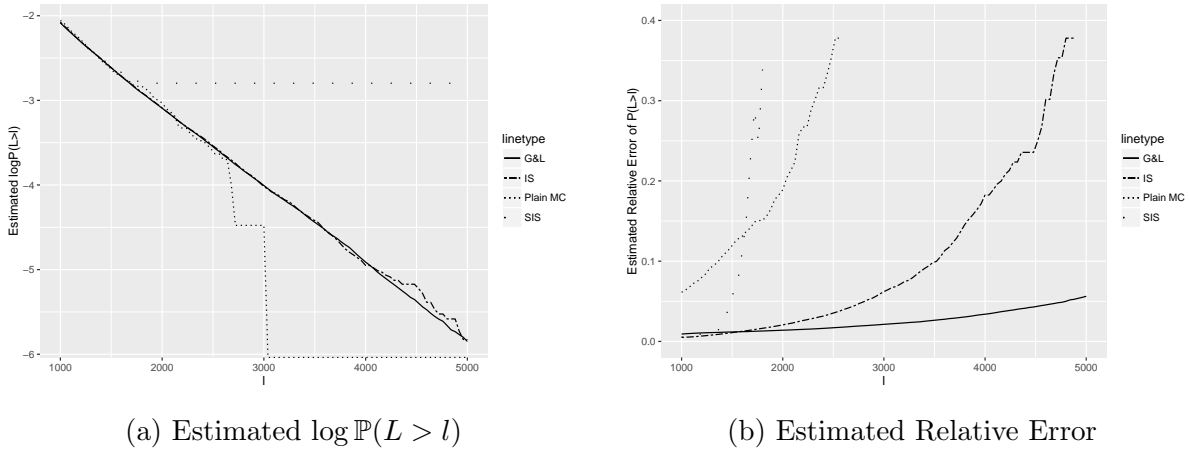 −2
−3
−4
−5
−6
1000
2000
3000
4000
5000
l
Estimated logP(L>l)
linetype
G&L
IS
Plain MC
SIS
(a) Estimated log ℙ(L > l)
0.4
0.3
0.2
0.1
0.0
1000
2000
3000
4000
5000
l
Estimated Relative Error of P(L>l)
linetype
G&L
IS
Plain MC
SIS
(b) Estimated Relative Error